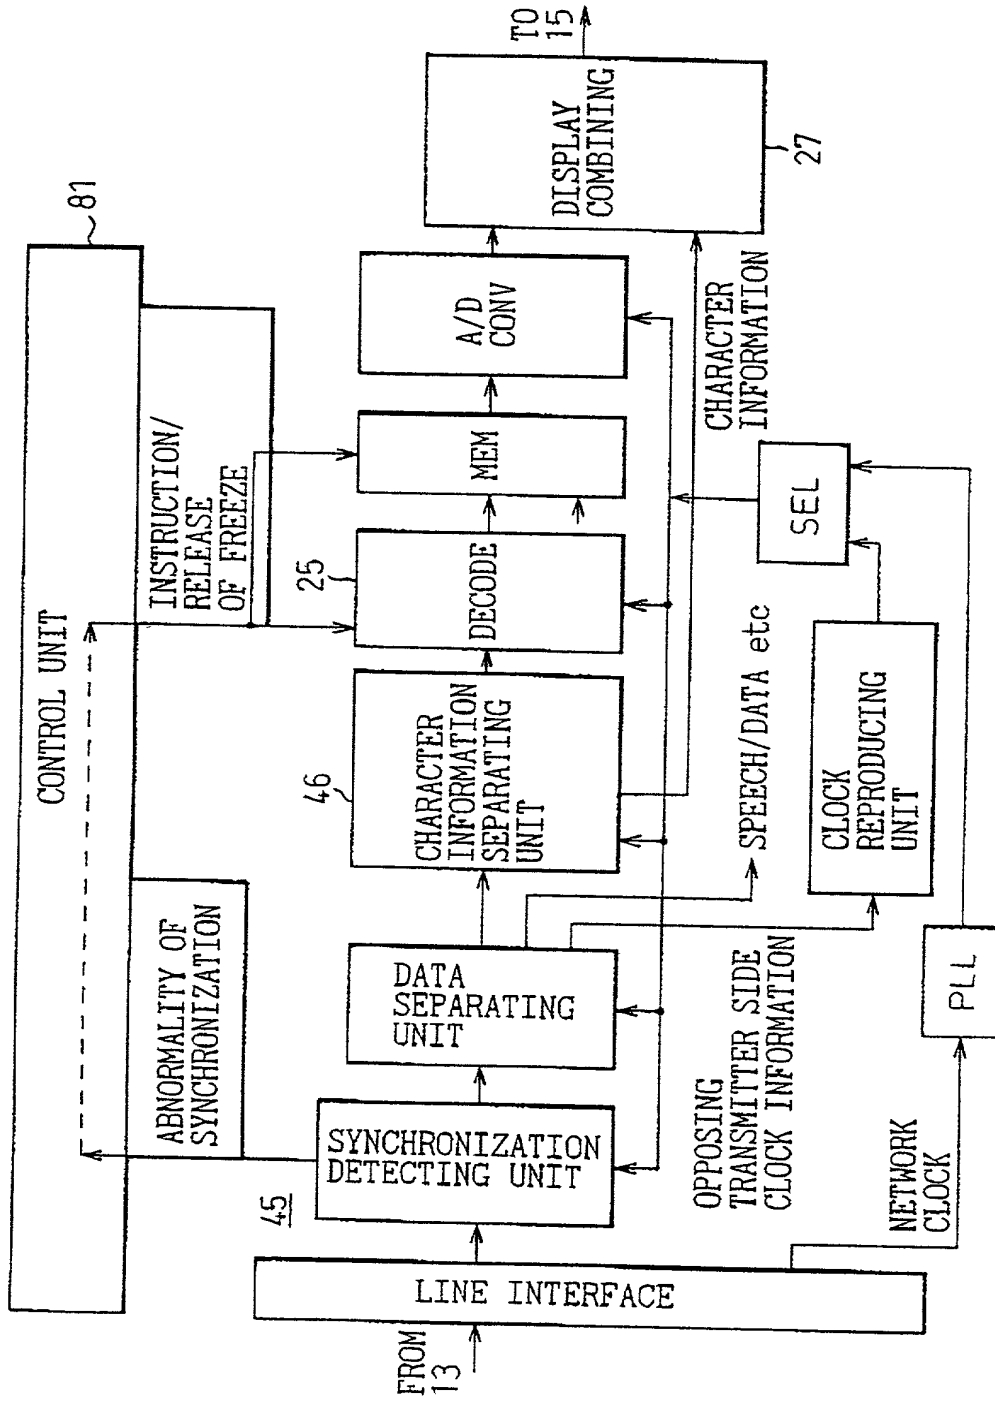 CONTROL UNIT
81
ABNORMALITY OF
SYNCHRONIZATION
INSTRUCTION/
RELEASE
OF FREEZE
45
46
25
FROM
13
LINE INTERFACE
SYNCHRONIZATION
DETECTING UNIT
DATA
SEPARATING
UNIT
CHARACTER
INFORMATION
SEPARATING
UNIT
DECODE
MEM
A/D
CONV
DISPLAY
COMBINING
TO
15
27
CHARACTER
INFORMATION
OPPOSING
TRANSMITTER SIDE
CLOCK INFORMATION
SPEECH/DATA etc
SEL
CLOCK
REPRODUCING
UNIT
NETWORK
CLOCK
PLL